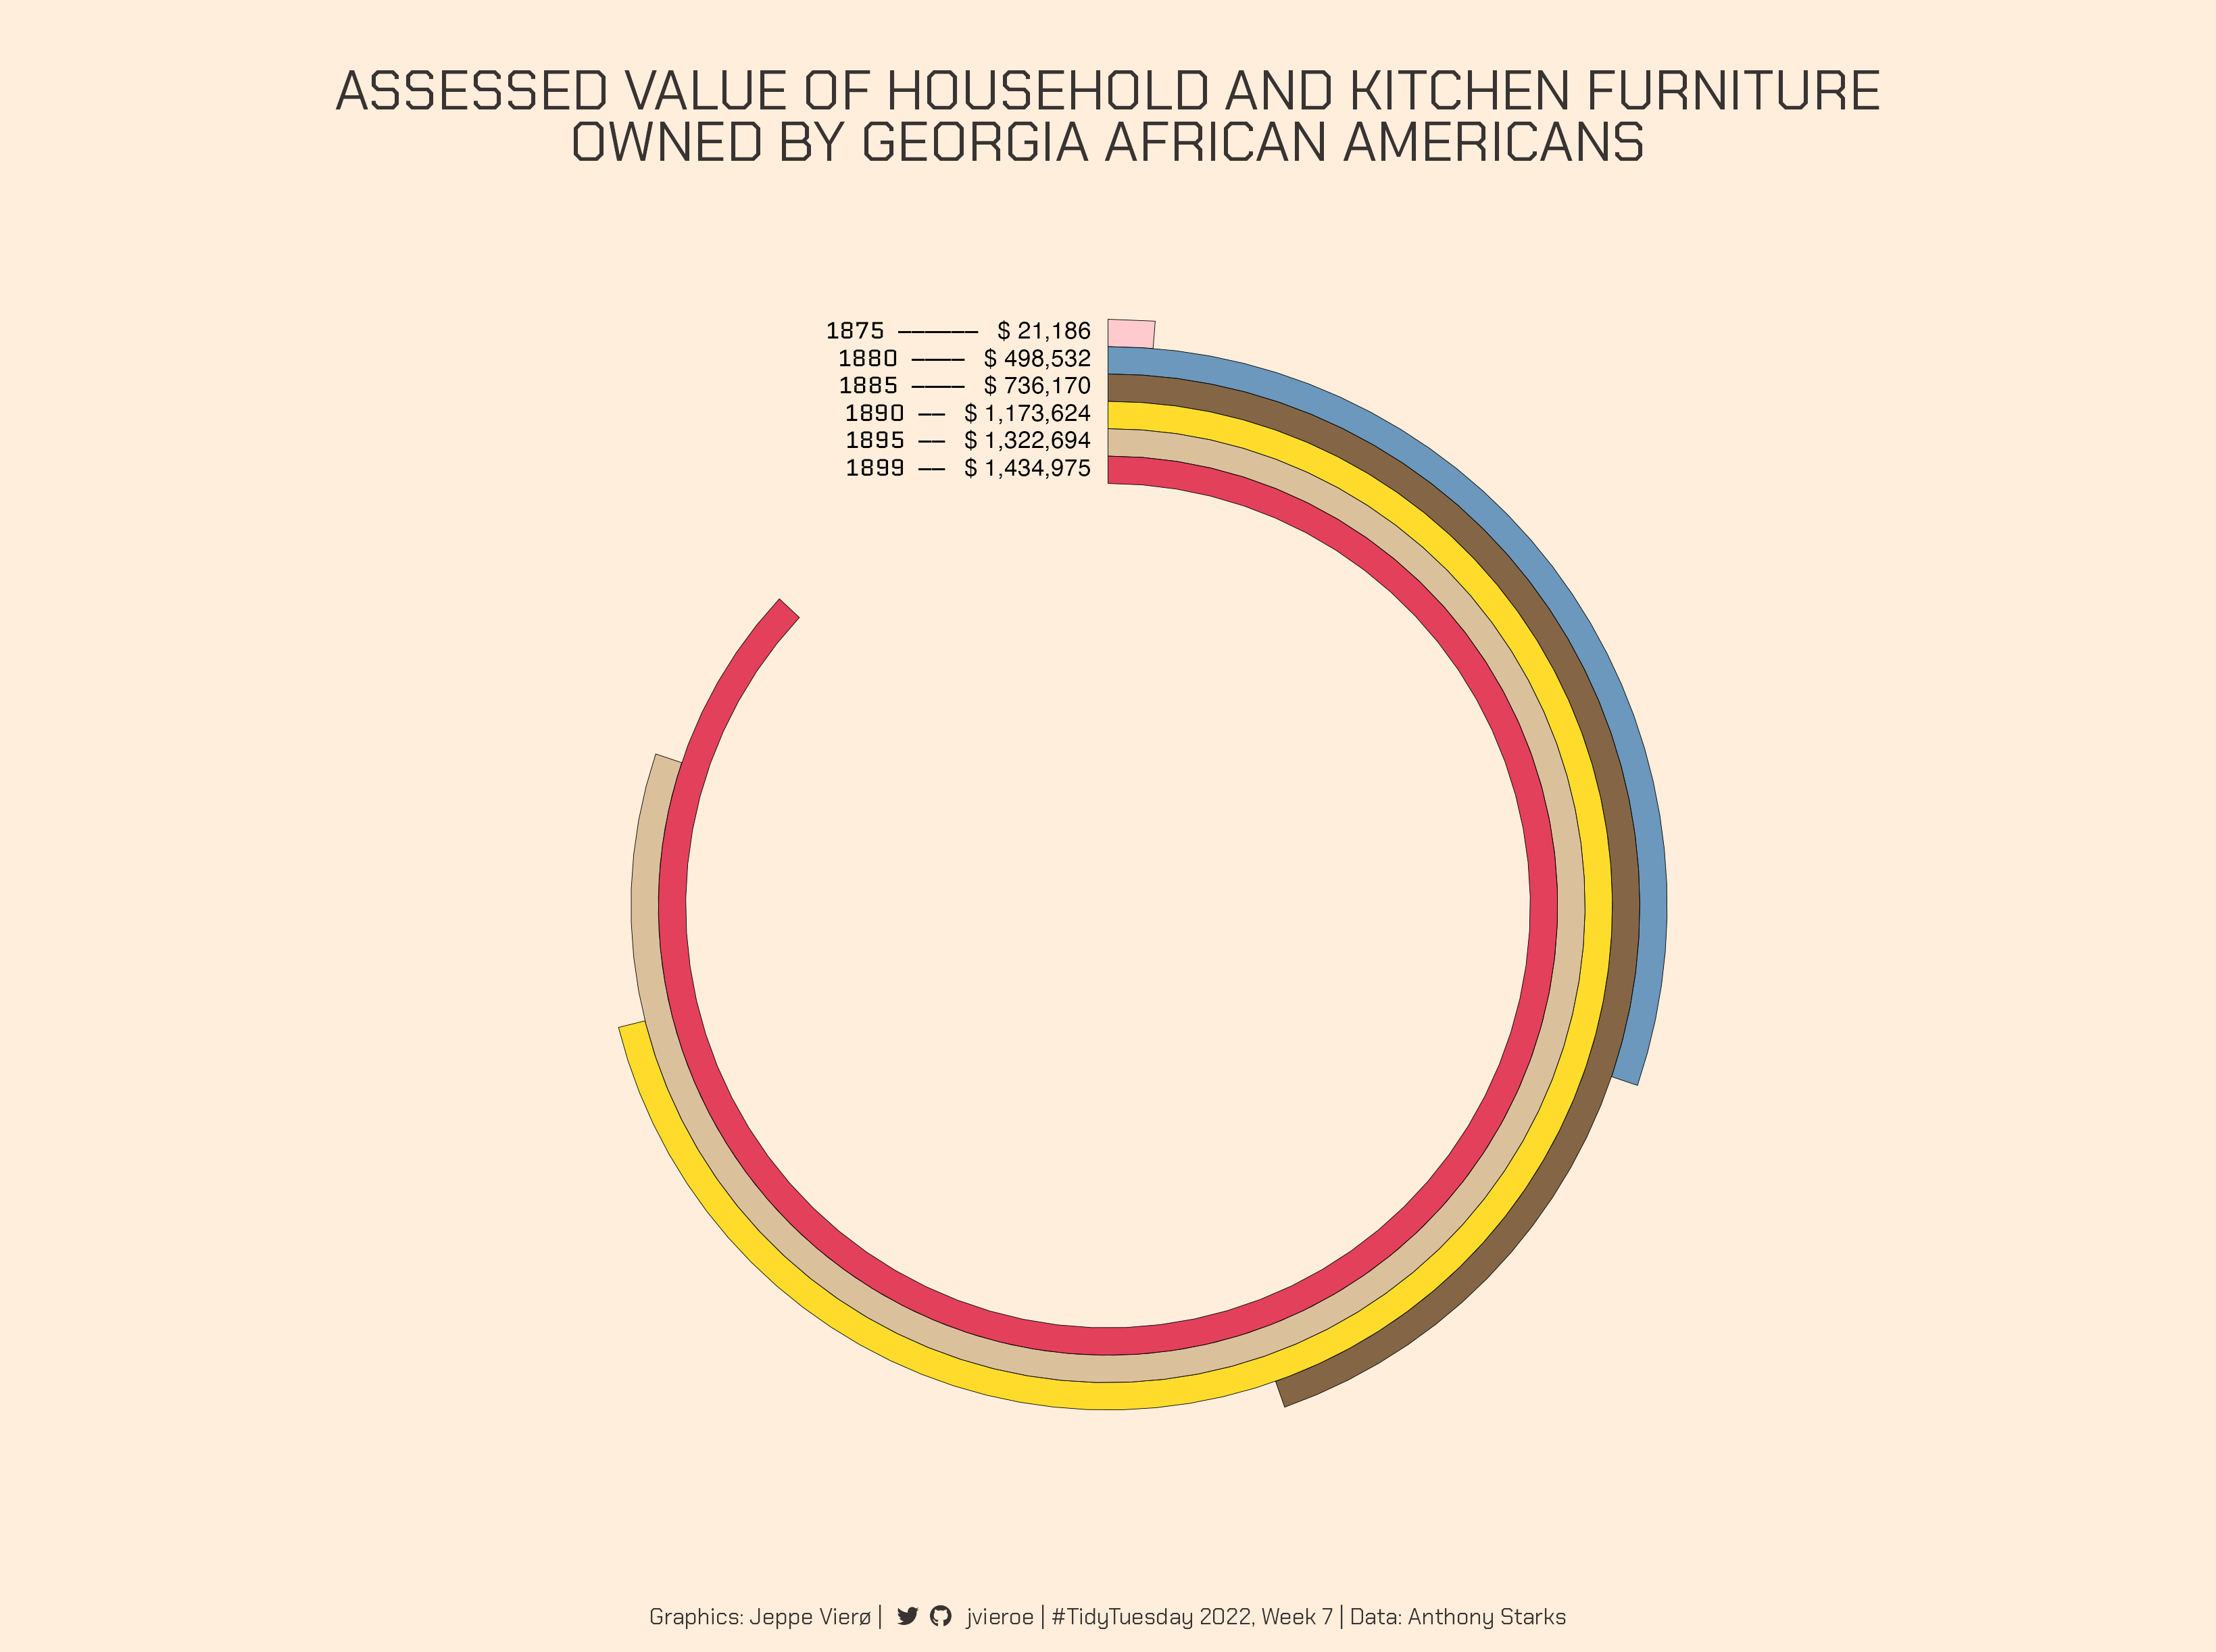 ASSESSED VALUE OF HOUSEHOLD AND KITCHEN FURNITURE
OWNED BY GEORGIA AFRICAN AMERICANS
1875 —————— $ 21,186
1880 ———— $ 498,532
1885 ———— $ 736,170
1890 —— $ 1,173,624
1895 —— $ 1,322,694
1899 —— $ 1,434,975
Graphics: Jeppe Vierø | jvieroe | #TidyTuesday 2022, Week 7 | Data: Anthony Starks